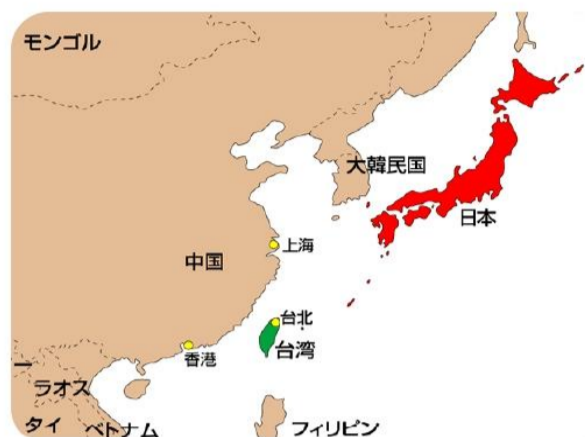 モンゴル
大韓民国
日本
上海
中国
台北
台湾
香港
ー
ラオス
タイ
ベトナム
フィリピン